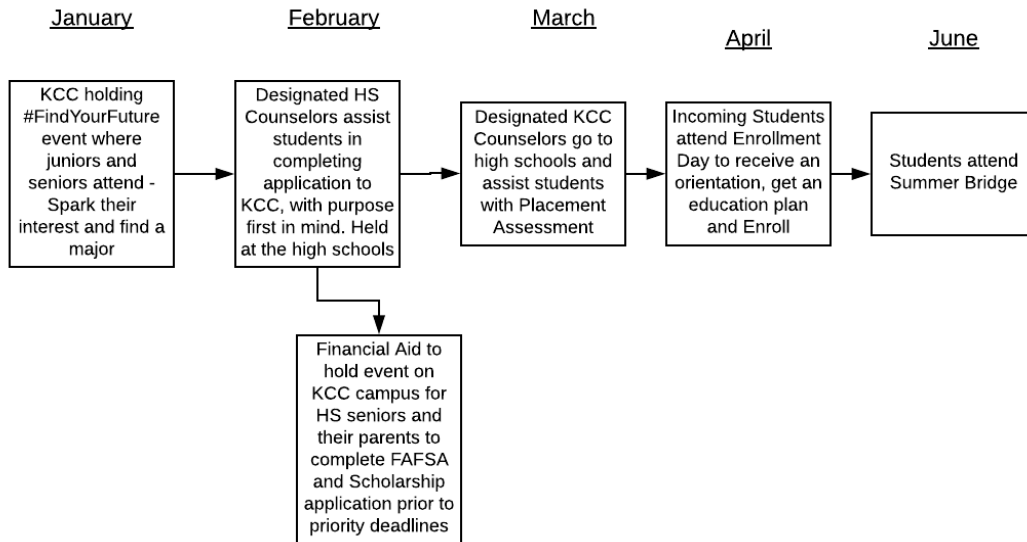 January
February
March
April
June
KCC holding
#FindYourFuture
event where
juniors and
seniors attend -
Spark their
interest and find a
major
Designated HS
Counselors assist
students in
completing
application to
KCC, with purpose
first in mind. Held
at the high schools
Designated KCC
Counselors go to
high schools and
assist students
with Placement
Assessment
Incoming Students
attend Enrollment
Day to receive an
orientation, get an
education plan
and Enroll
Students attend
Summer Bridge
Financial Aid to
hold event on
KCC campus for
HS seniors and
their parents to
complete FAFSA
and Scholarship
application prior to
priority deadlines